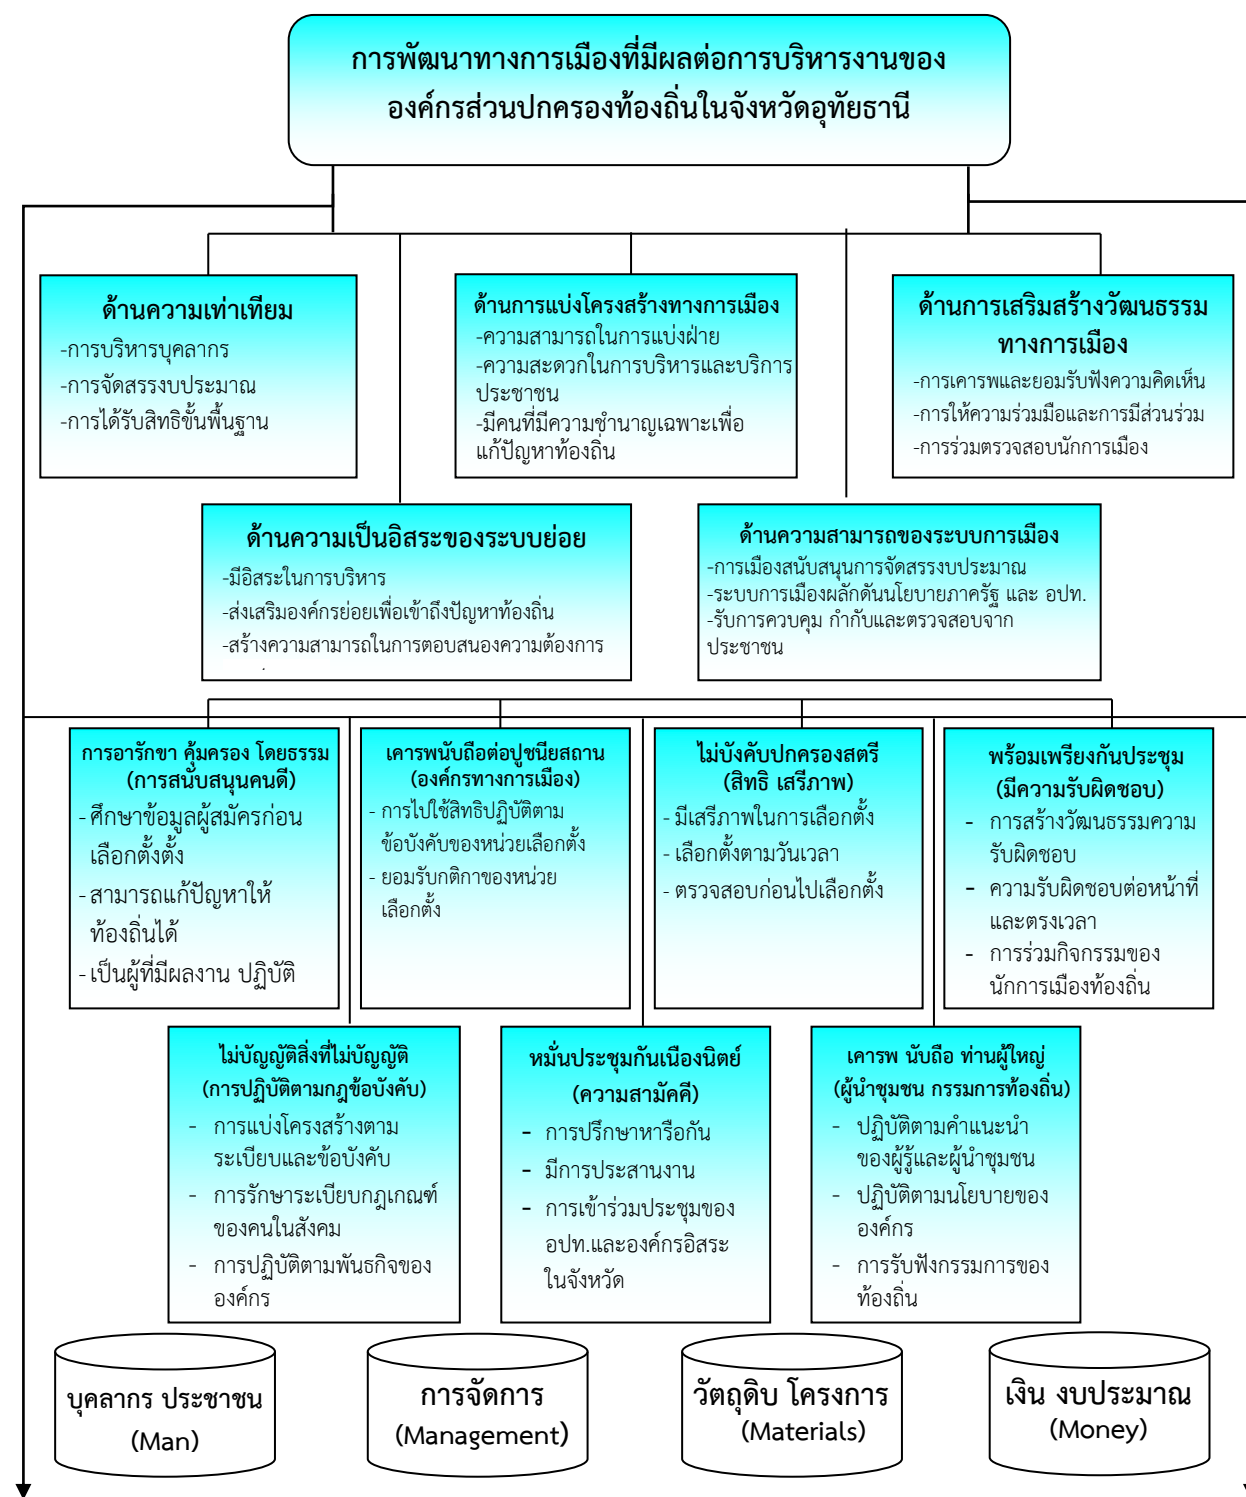 การพัฒนาทางการเมืองที่มีผลต่อการบริหารงานของ
องค์กรส่วนปกครองท้องถิ่นในจังหวัดอุทัยธานี
ด้านความเท่าเทียม
-การบริหารบุคลากร
-การจัดสรรงบประมาณ
-การได้รับสิทธิขั้นพื้นฐาน
ด้านการแบ่งโครงสร้างทางการเมือง
-ความสามารถในการแบ่งฝ่าย
-ความสะดวกในการบริหารและบริการ
ประชาชน
-มีคนที่มีความชำนาญเฉพาะเพื่อ
แก้ปัญหาท้องถิ่น
ด้านการเสริมสร้างวัฒนธรรม
ทางการเมือง
-การเคารพและยอมรับฟังความคิดเห็น
-การให้ความร่วมมือและการมีส่วนร่วม
-การร่วมตรวจสอบนักการเมือง
ด้านความเป็นอิสระของระบบย่อย
-มีอิสระในการบริหาร
-ส่งเสริมองค์กรย่อยเพื่อเข้าถึงปัญหาท้องถิ่น
-สร้างความสามารถในการตอบสนองความต้องการ
ด้านความสามารถของระบบการเมือง
-การเมืองสนับสนุนการจัดสรรงบประมาณ
-ระบบการเมืองผลักดันนโยบายภาครัฐ และ อปท.
-รับการควบคุม กำกับและตรวจสอบจาก
ประชาชน
การอารักขา คุ้มครอง โดยธรรม
(การสนับสนุนคนดี)
- ศึกษาข้อมูลผู้สมัครก่อน
เลือกตั้งตั้ง
- สามารถแก้ปัญหาให้
ท้องถิ่นได้
- เป็นผู้ที่มีผลงาน ปฏิบัติ
เคารพนับถือต่อปูชนียสถาน
(องค์กรทางการเมือง)
- การไปใช้สิทธิปฏิบัติตาม
ข้อบังคับของหน่วยเลือกตั้ง
- ยอมรับกติกาของหน่วย
เลือกตั้ง
ไม่บังคับปกครองสตรี
(สิทธิ เสรีภาพ)
- มีเสรีภาพในการเลือกตั้ง
- เลือกตั้งตามวันเวลา
- ตรวจสอบก่อนไปเลือกตั้ง
พร้อมเพรียงกันประชุม
(มีความรับผิดชอบ)
- การสร้างวัฒนธรรมความ
รับผิดชอบ
- ความรับผิดชอบต่อหน้าที่
และตรงเวลา
- การร่วมกิจกรรมของ
นักการเมืองท้องถิ่น
ไม่บัญญัติสิ่งที่ไม่บัญญัติ
(การปฏิบัติตามกฎข้อบังคับ)
- การแบ่งโครงสร้างตาม
ระเบียบและข้อบังคับ
- การรักษาระเบียบกฎเกณฑ์
ของคนในสังคม
- การปฏิบัติตามพันธกิจของ
องค์กร
หมั่นประชุมกันเนืองนิตย์
(ความสามัคคี)
- การปรึกษาหารือกัน
- มีการประสานงาน
- การเข้าร่วมประชุมของ
อปท.และองค์กรอิสระ
ในจังหวัด
เคารพ นับถือ ท่านผู้ใหญ่
(ผู้นำชุมชน กรรมการท้องถิ่น)
- ปฏิบัติตามคำแนะนำ
ของผู้รู้และผู้นำชุมชน
- ปฏิบัติตามนโยบายของ
องค์กร
- การรับฟังกรรมการของ
ท้องถิ่น
บุคลากร ประชาชน
(Man)
การจัดการ
(Management)
วัตถุดิบ โครงการ
(Materials)
เงิน งบประมาณ
(Money)